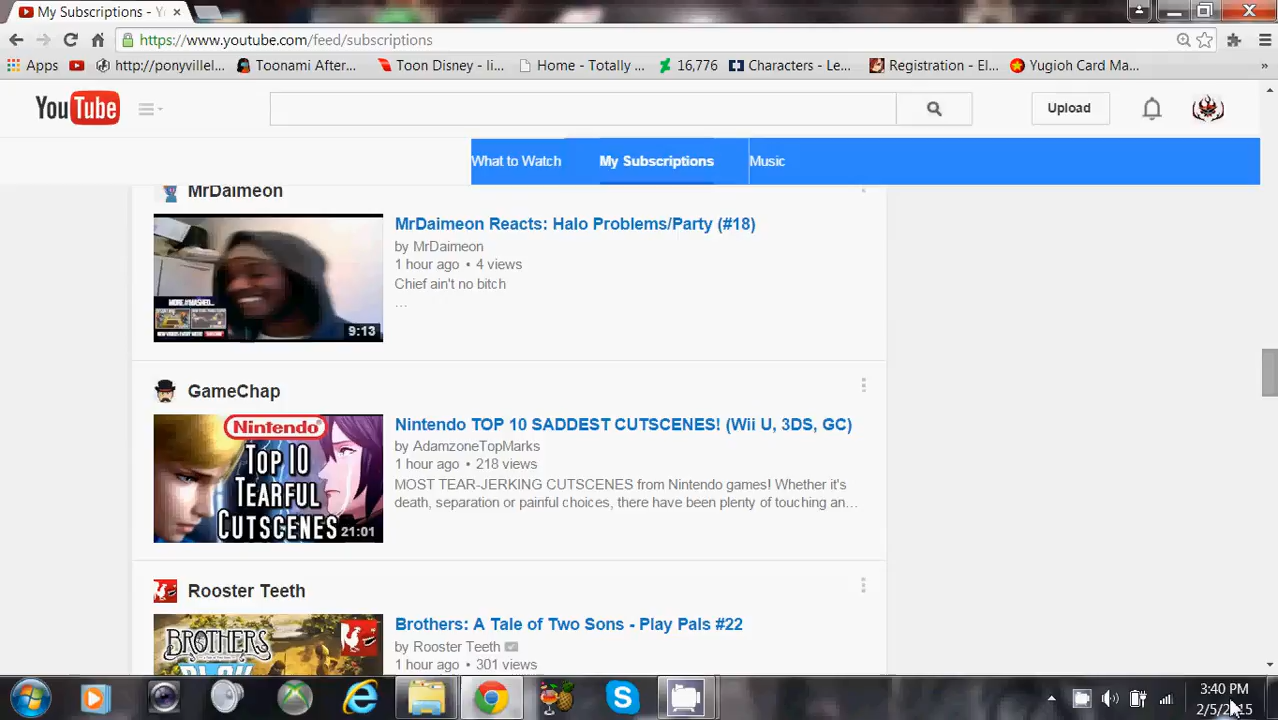 My Subscriptions - Y
https://www.youtube.com/feed/subscriptions
Apps http://ponyvillel... Toonami After... Toon Disney - li... Home - Totally ... 16,776 Characters - Le... Registration - El... Yugioh Card Ma... »
YouTube Upload
What to Watch My Subscriptions Music
MrDaimeon
MrDaimeon Reacts: Halo Problems/Party (#18)
by MrDaimeon
1 hour ago • 4 views
Chief ain't no bitch
...
9:13
GameChap
Nintendo TOP 10 SADDEST CUTSCENES! (Wii U, 3DS, GC)
by AdamzoneTopMarks
1 hour ago • 218 views
MOST TEAR-JERKING CUTSCENES from Nintendo games! Whether it's
death, separation or painful choices, there have been plenty of touching an...
Nintendo
TOP 10
TEARFUL
CUTSCENES
21:01
Rooster Teeth
Brothers: A Tale of Two Sons - Play Pals #22
by Rooster Teeth
1 hour ago • 301 views
BROTHERS
PLAY
3:40 PM
2/5/2015